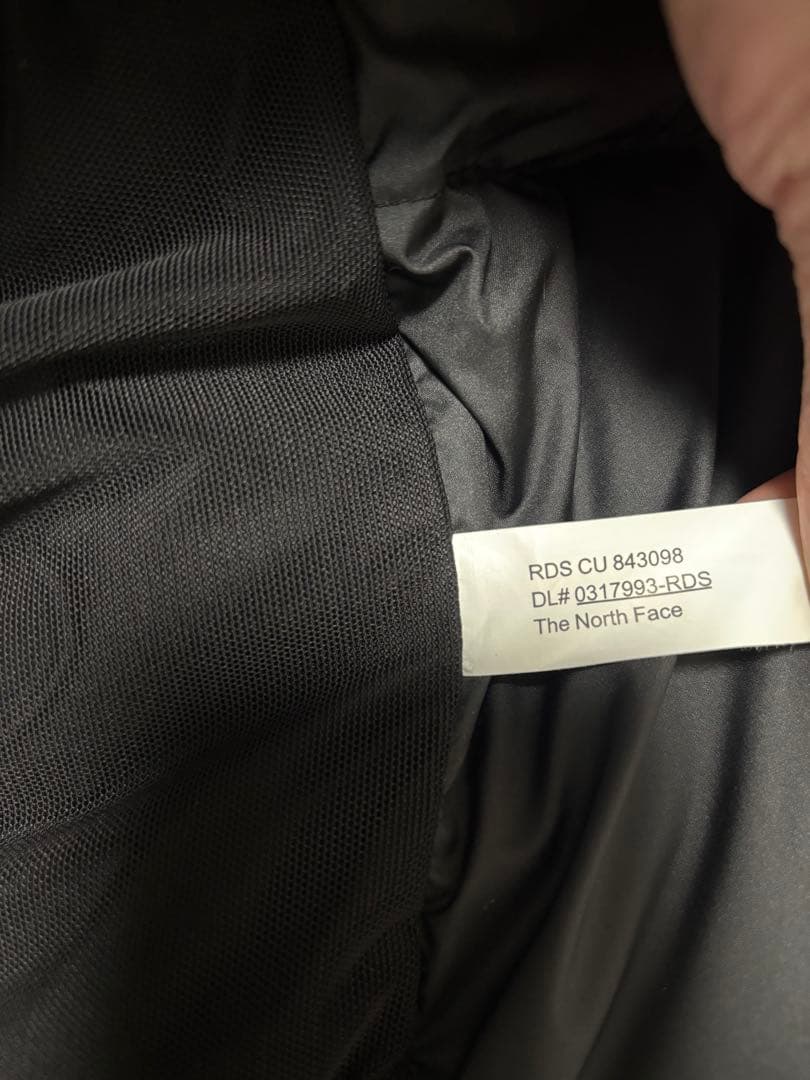 RDS CU 843098
DL# 0317993-RDS
The North Face